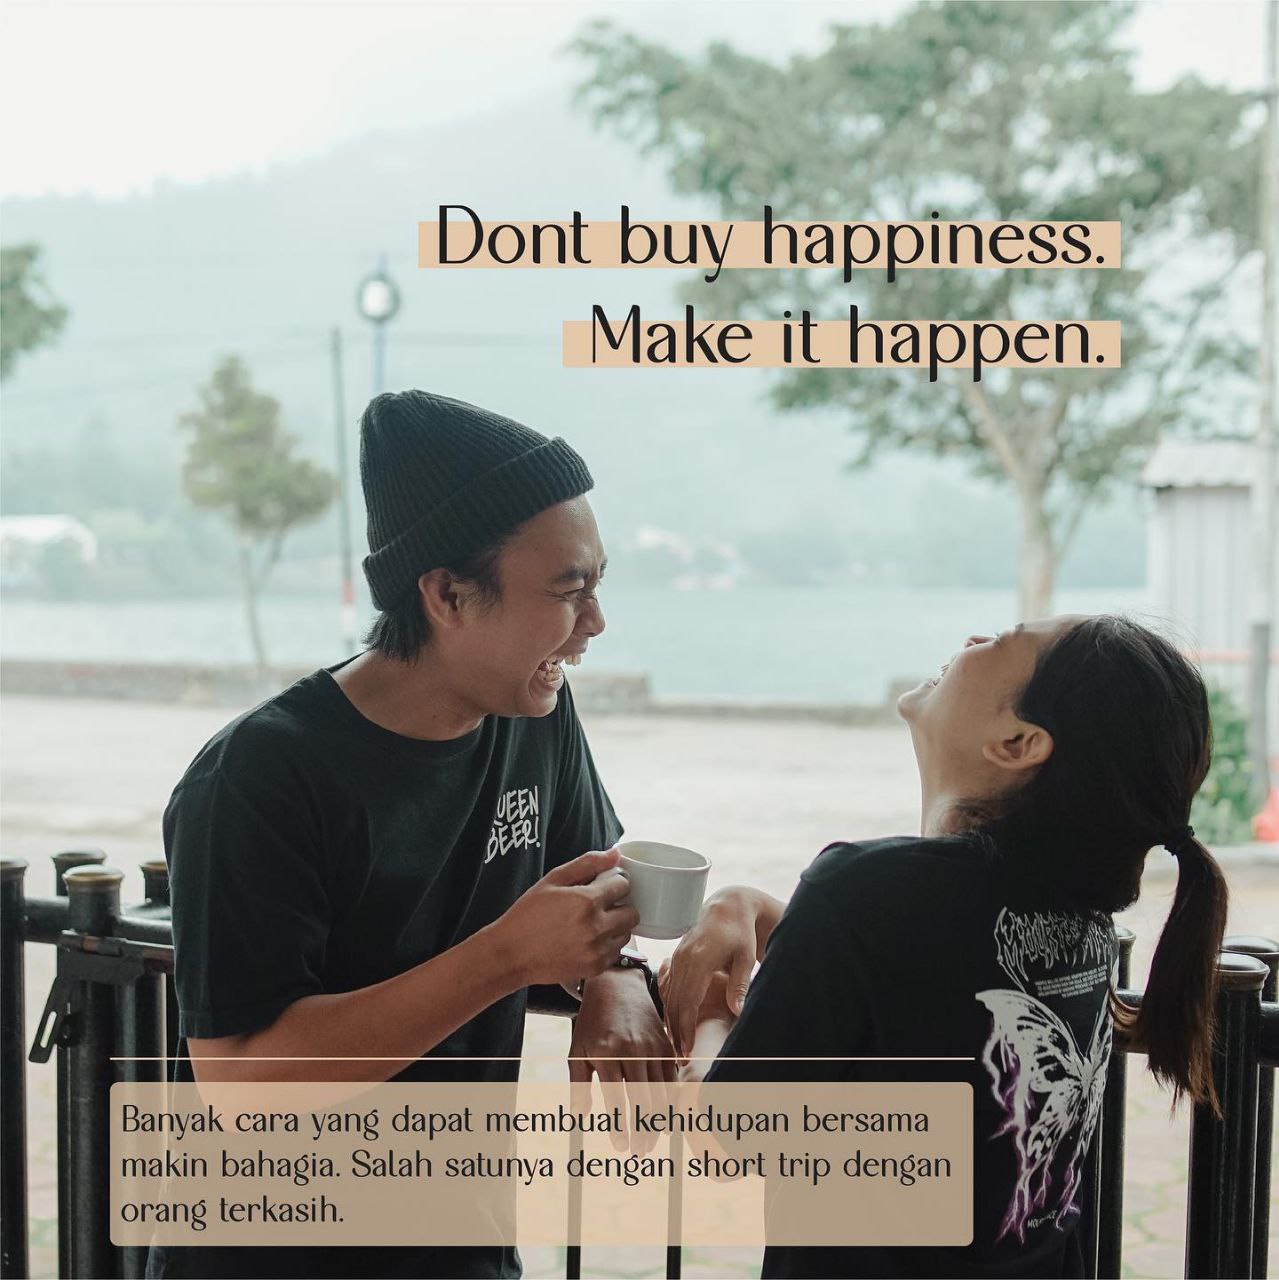 Dont buy happiness.
Make it happen.
BEER!
Banyak cara yang dapat membuat kehidupan bersama
makin bahagia. Salah satunya dengan short trip dengan
orang terkasih.